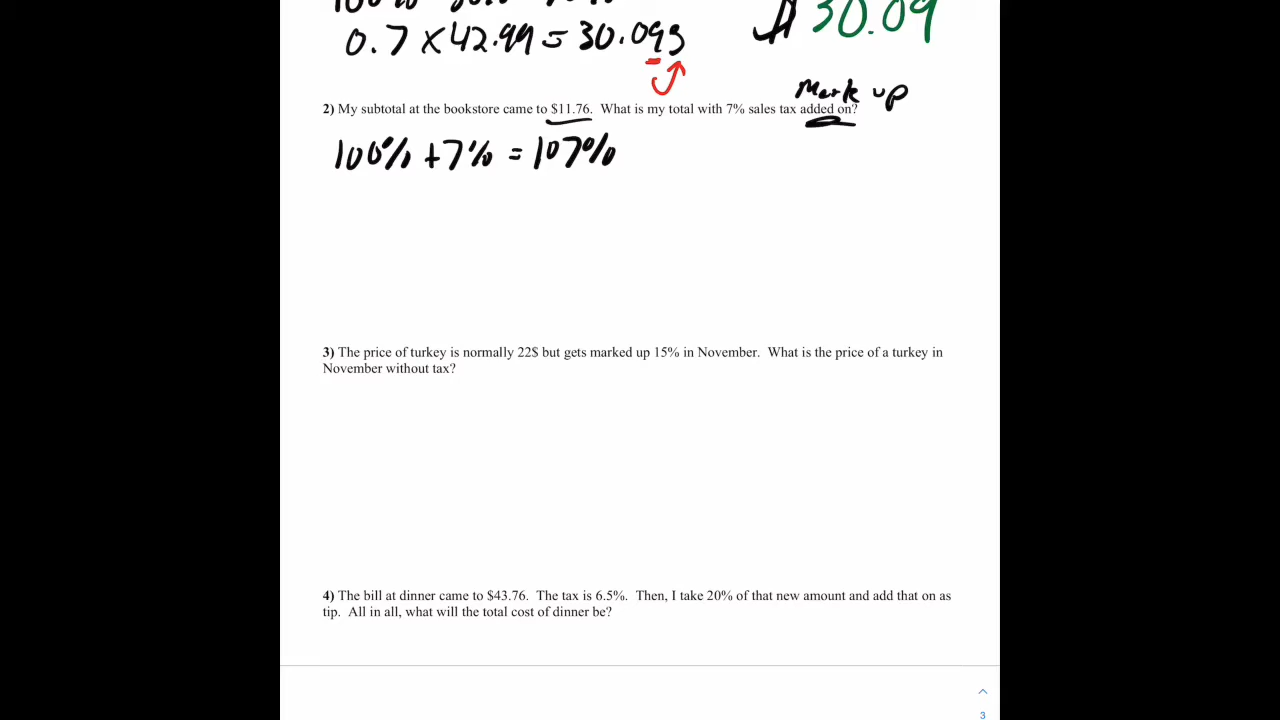 0.7 × 42.99 = 30.093
$30.09
Mark up
2) My subtotal at the bookstore came to $11.76. What is my total with 7% sales tax added on?
100% + 7% = 107%
3) The price of turkey is normally 22$ but gets marked up 15% in November. What is the price of a turkey in
November without tax?
4) The bill at dinner came to $43.76. The tax is 6.5%. Then, I take 20% of that new amount and add that on as
tip. All in all, what will the total cost of dinner be?
3